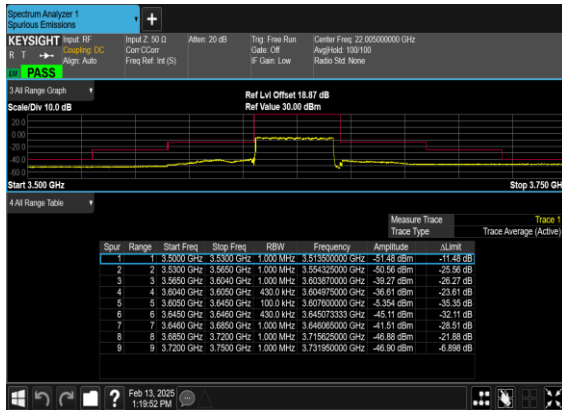 Spectrum Analyzer 1
Spurious Emissions
+
KEYSIGHT Input: RF Input Z: 50 Ω Atten: 20 dB Trig: Free Run Center Freq: 22.005000000 GHz
R T Coupling: DC Corr CCorr Gate: Off Avg|Hold: 100/100
Align: Auto Freq Ref: Int (S) IF Gain: Low Radio Std: None
PASS
3 All Range Graph
Ref Lvl Offset 18.87 dB
Scale/Div 10.0 dB Ref Value 30.00 dBm
20.0
0.00
-20.0
-40.0
-60.0
Start 3.500 GHz Stop 3.750 GH
4 All Range Table
Measure Trace Trace 1
Trace Type Trace Average (Active)
Spur Range Start Freq Stop Freq RBW Frequency Amplitude ΔLimit
1 1 3.5000 GHz 3.5300 GHz 1.000 MHz 3.513500000 GHz -51.48 dBm -11.48 dB
2 2 3.5300 GHz 3.5650 GHz 1.000 MHz 3.554325000 GHz -50.56 dBm -25.56 dB
3 3 3.5650 GHz 3.6040 GHz 1.000 MHz 3.603870000 GHz -39.27 dBm -26.27 dB
4 4 3.6040 GHz 3.6050 GHz 430.0 kHz 3.604975000 GHz -36.61 dBm -23.61 dB
5 5 3.6050 GHz 3.6450 GHz 100.0 kHz 3.607600000 GHz -5.354 dBm -35.35 dB
6 6 3.6450 GHz 3.6460 GHz 430.0 kHz 3.645073333 GHz -45.11 dBm -32.11 dB
7 7 3.6460 GHz 3.6850 GHz 1.000 MHz 3.646065000 GHz -41.51 dBm -28.51 dB
8 8 3.6850 GHz 3.7200 GHz 1.000 MHz 3.715625000 GHz -46.88 dBm -21.88 dB
9 9 3.7200 GHz 3.7500 GHz 1.000 MHz 3.731950000 GHz -46.90 dBm -6.898 dB
?
Feb 13, 2025
1:19:52 PM